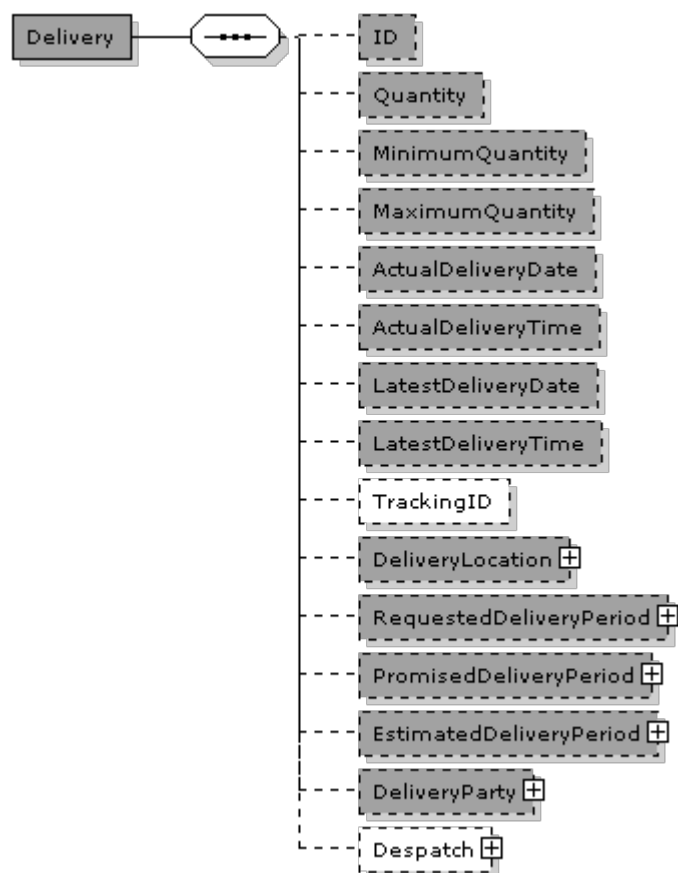 Delivery
ID
Quantity
MinimumQuantity
MaximumQuantity
ActualDeliveryDate
ActualDeliveryTime
LatestDeliveryDate
LatestDeliveryTime
TrackingID
DeliveryLocation
RequestedDeliveryPeriod
PromisedDeliveryPeriod
EstimatedDeliveryPeriod
DeliveryParty
Despatch